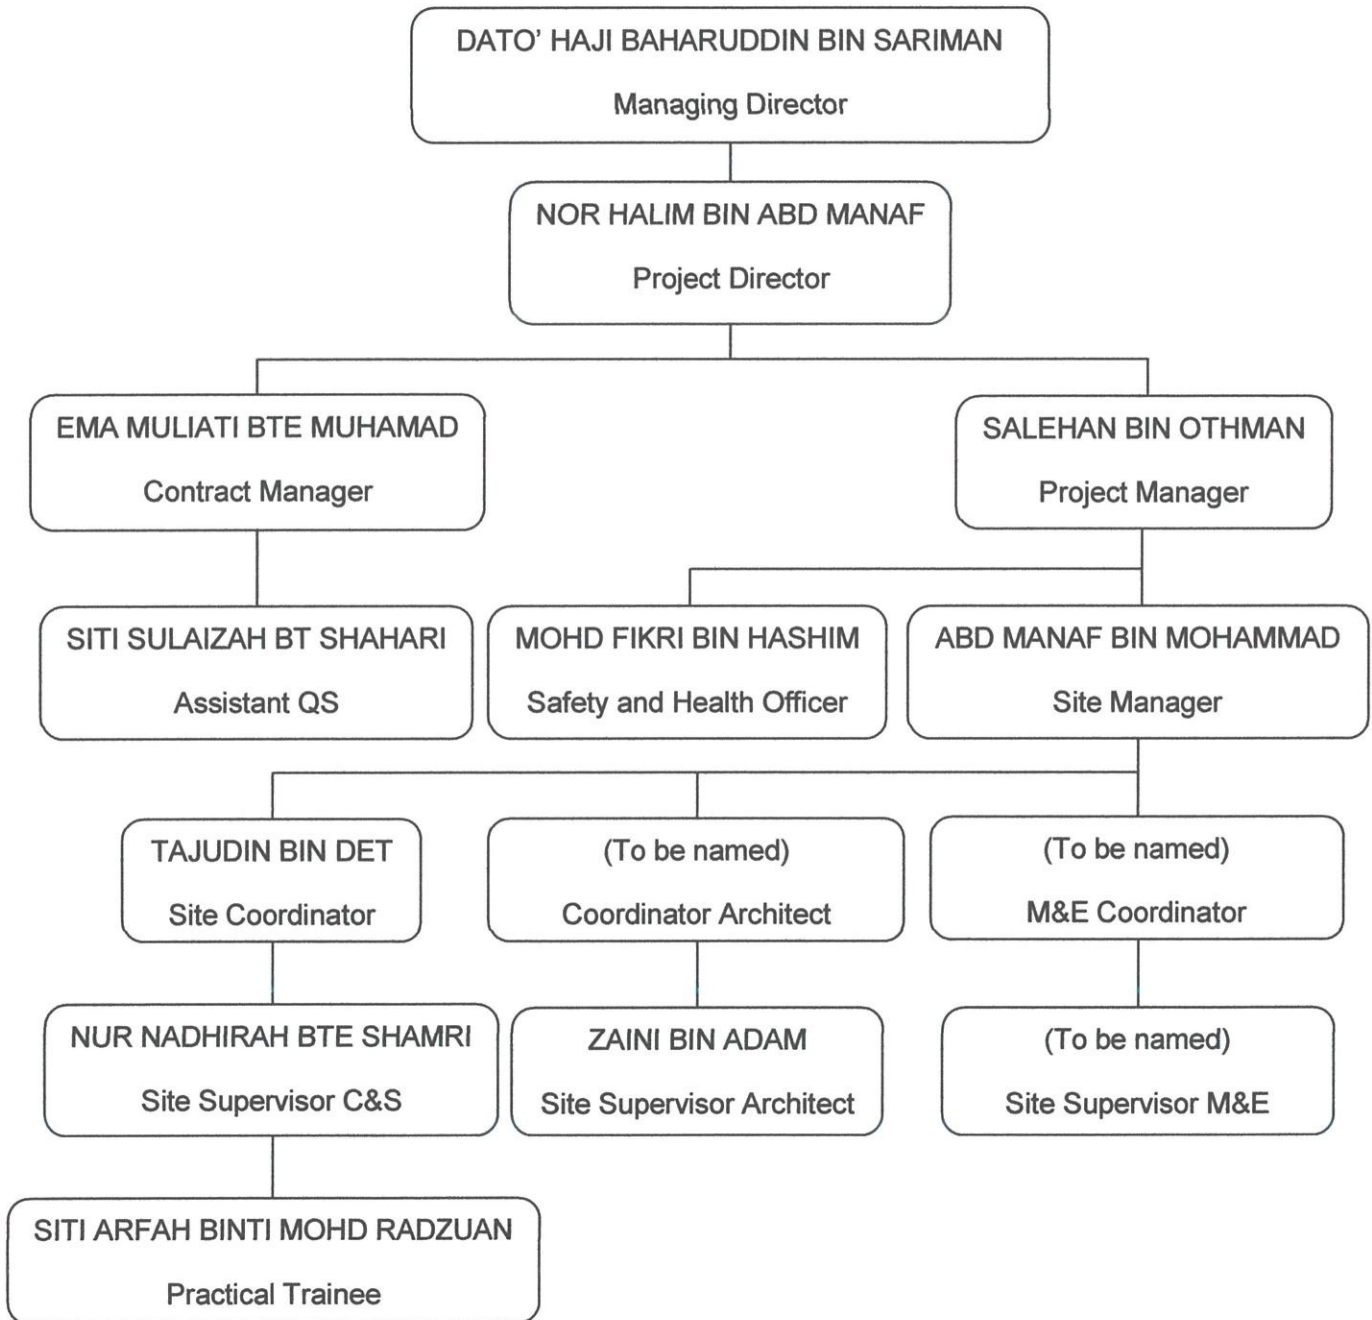 DATO' HAJI BAHARUDDIN BIN SARIMAN
Managing Director
NOR HALIM BIN ABD MANAF
Project Director
EMA MULIATI BTE MUHAMAD
Contract Manager
SALEHAN BIN OTHMAN
Project Manager
SITI SULAIZAH BT SHAHARI
Assistant QS
MOHD FIKRI BIN HASHIM
Safety and Health Officer
ABD MANAF BIN MOHAMMAD
Site Manager
TAJUDIN BIN DET
Site Coordinator
(To be named)
Coordinator Architect
(To be named)
M&E Coordinator
NUR NADHIRAH BTE SHAMRI
Site Supervisor C&S
ZAINI BIN ADAM
Site Supervisor Architect
(To be named)
Site Supervisor M&E
SITI ARFAH BINTI MOHD RADZUAN
Practical Trainee